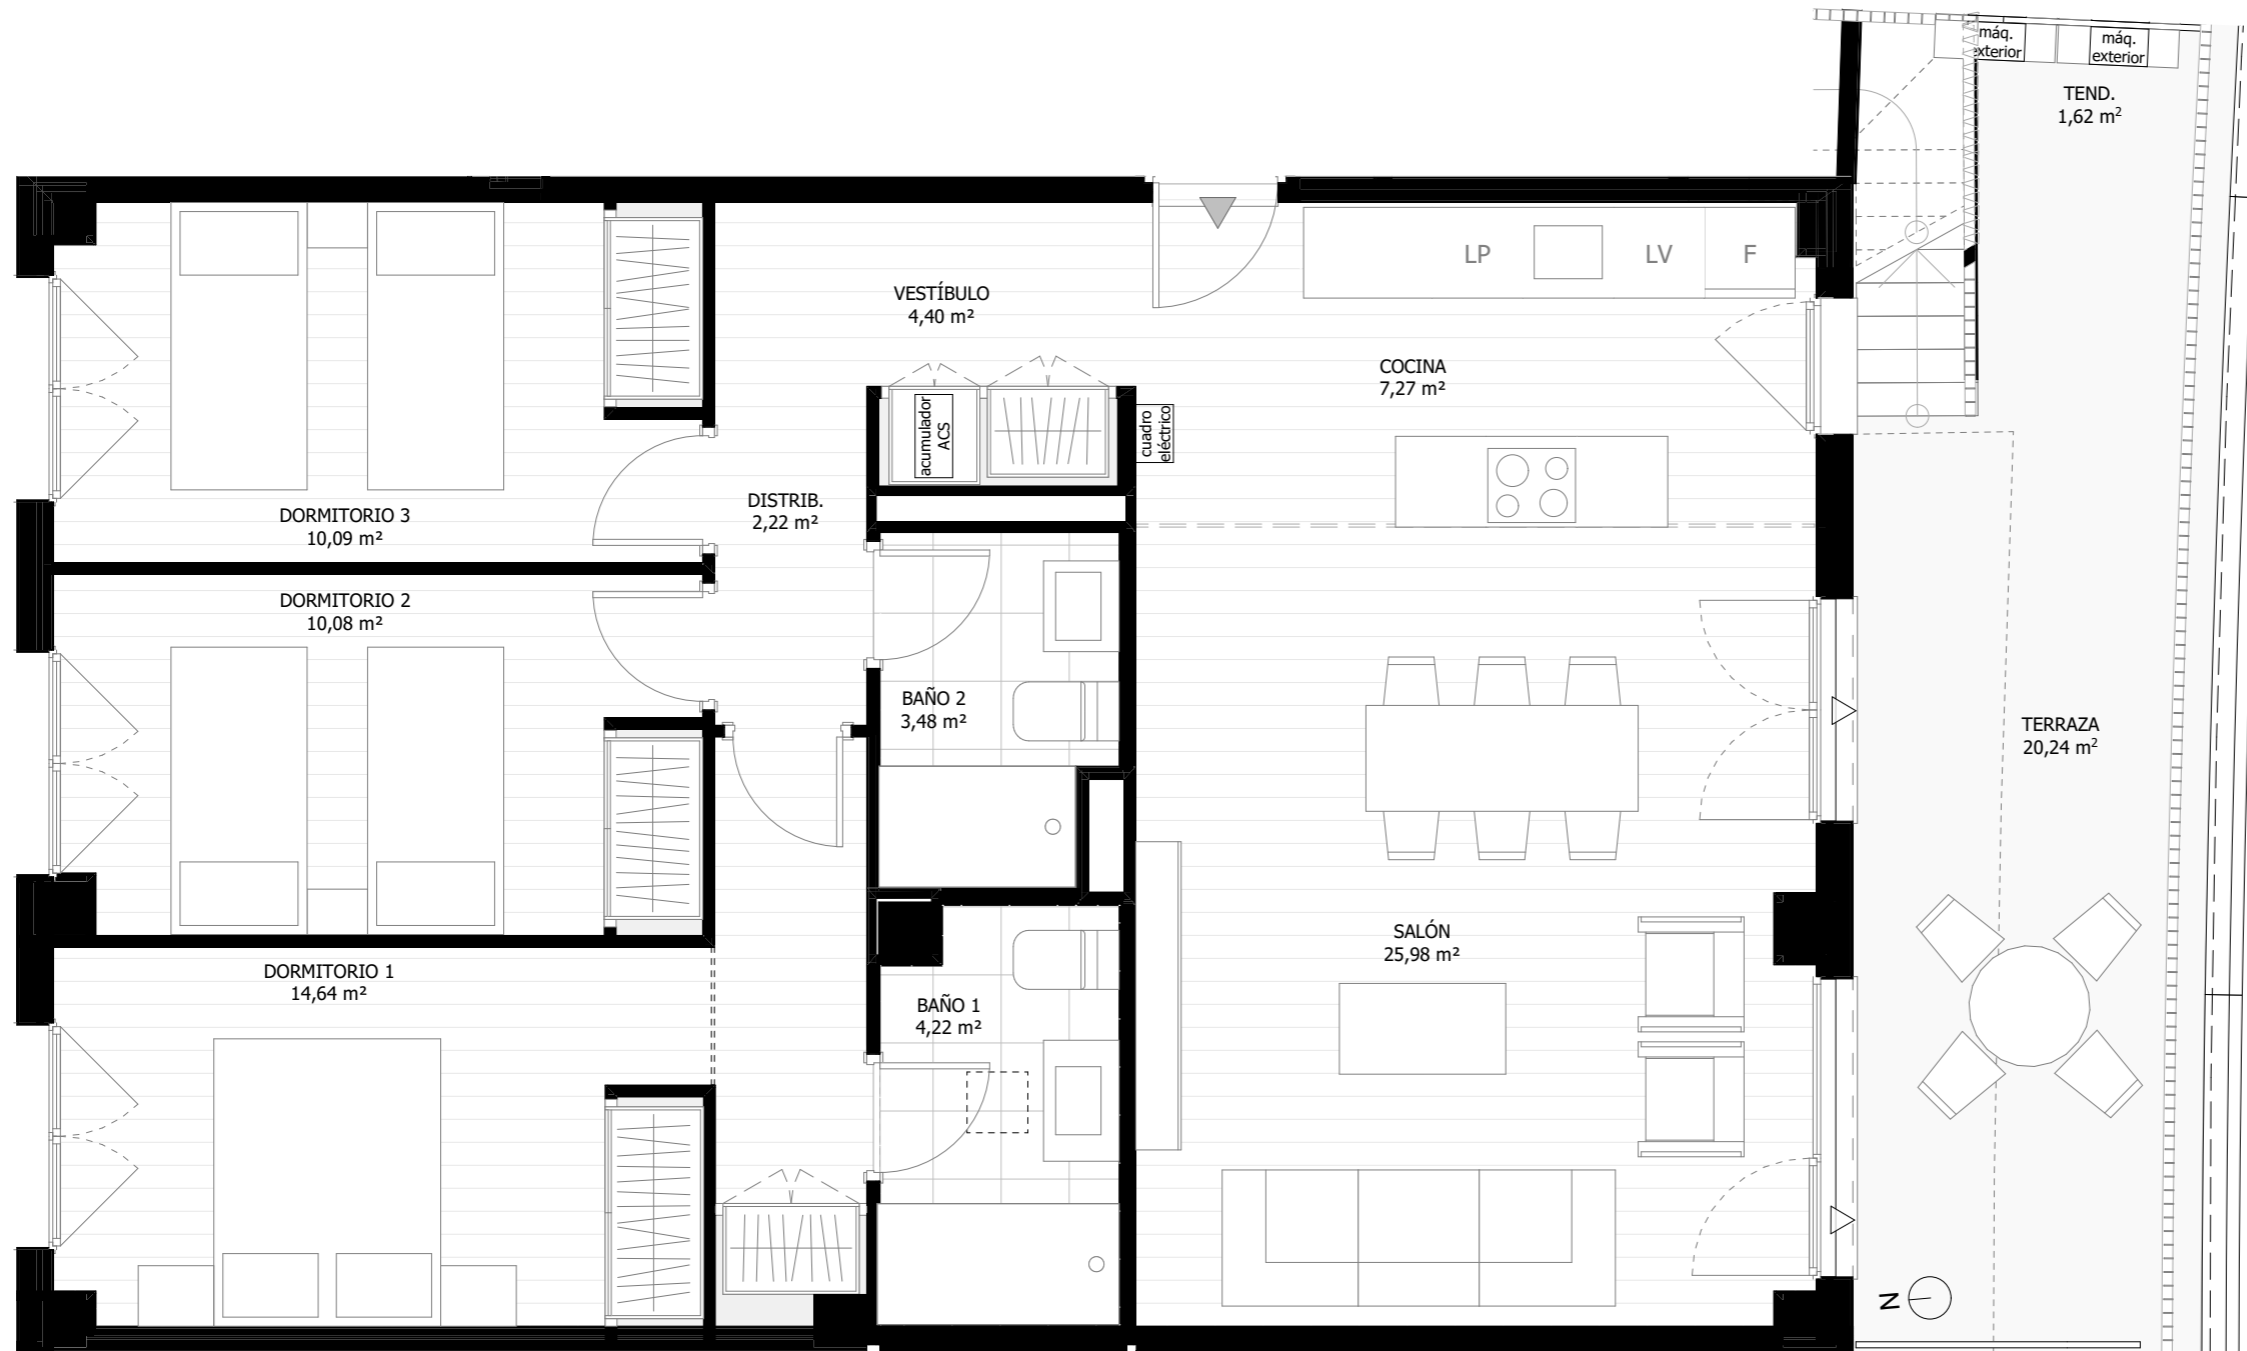 máq.
xterior
máq.
exterior
TEND.
1,62 m²
LP
LV
F
VESTÍBULO
4,40 m²
COCINA
7,27 m²
acumulador
ACS
cuadro
eléctrico
DISTRIB.
2,22 m²
DORMITORIO 3
10,09 m²
DORMITORIO 2
10,08 m²
BAÑO 2
3,48 m²
TERRAZA
20,24 m²
SALÓN
25,98 m²
DORMITORIO 1
14,64 m²
BAÑO 1
4,22 m²
N